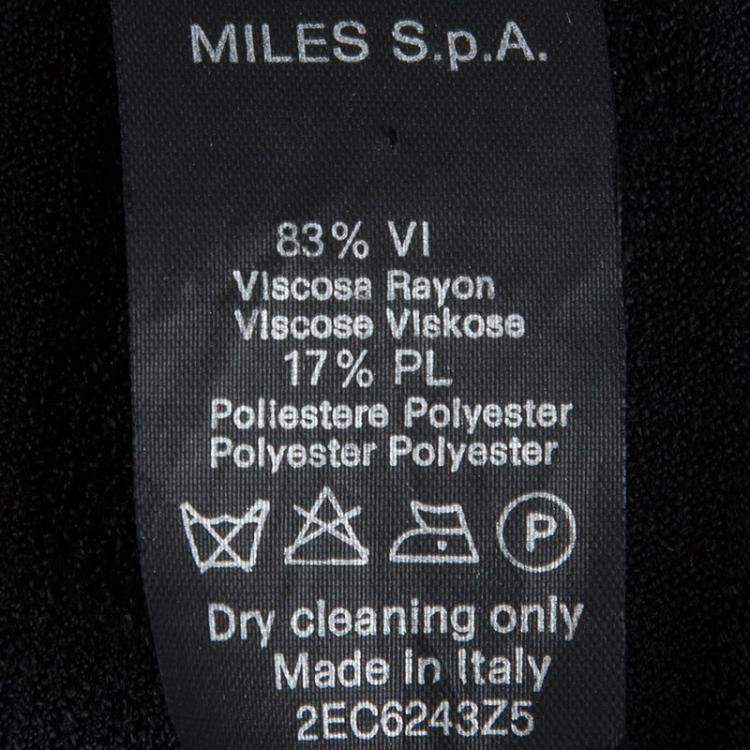 MILES S.p.A.
83% VI
Viscosa Rayon
Viscose Viskose
17% PL
Poliestere Polyester
Polyester Polyester
P
Dry cleaning only
Made in Italy
2EC6243Z5